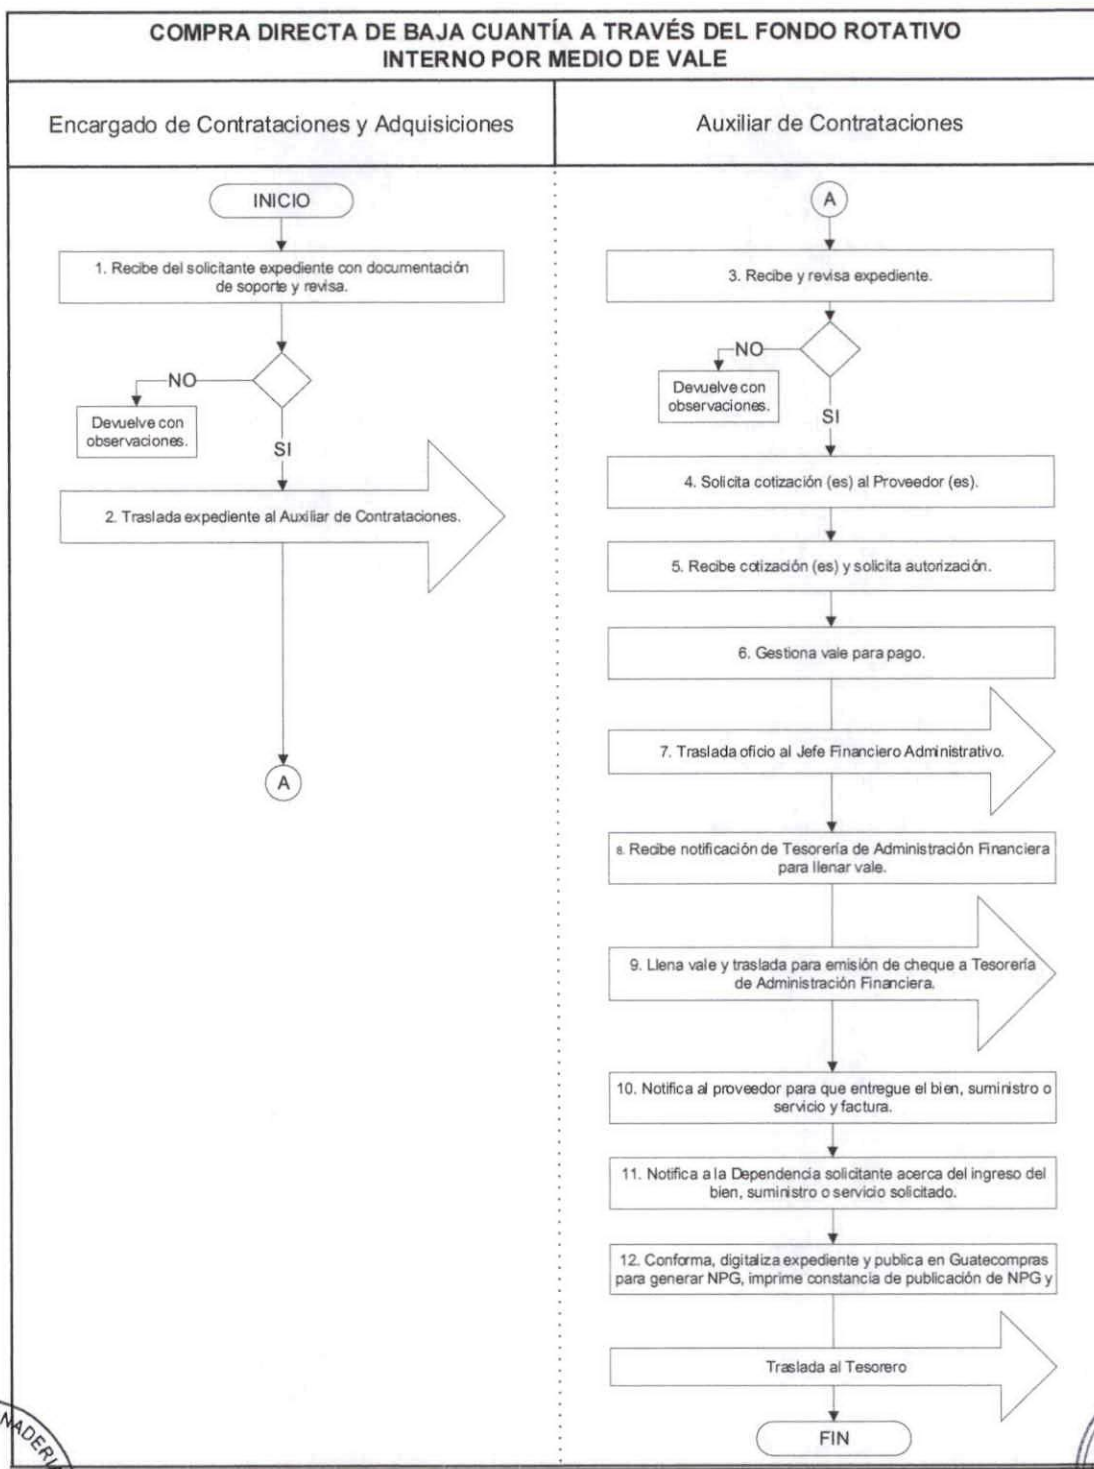 COMPRA DIRECTA DE BAJA CUANTÍA A TRAVÉS DEL FONDO ROTATIVO
INTERNO POR MEDIO DE VALE
Encargado de Contrataciones y Adquisiciones
Auxiliar de Contrataciones
INICIO
1. Recibe del solicitante expediente con documentación
de soporte y revisa.
NO
Devuelve con
observaciones.
SI
2. Traslada expediente al Auxiliar de Contrataciones.
A
A
3. Recibe y revisa expediente.
NO
Devuelve con
observaciones.
SI
4. Solicita cotización (es) al Proveedor (es).
5. Recibe cotización (es) y solicita autorización.
6. Gestiona vale para pago.
7. Traslada oficio al Jefe Financiero Administrativo.
8. Recibe notificación de Tesorería de Administración Financiera
para llenar vale.
9. Llena vale y traslada para emisión de cheque a Tesorería
de Administración Financiera.
10. Notifica al proveedor para que entregue el bien, suministro o
servicio y factura.
11. Notifica a la Dependencia solicitante acerca del ingreso del
bien, suministro o servicio solicitado.
12. Conforma, digitaliza expediente y publica en Guatecompras
para generar NPG, imprime constancia de publicación de NPG y
Traslada al Tesorero
FIN
NADERI